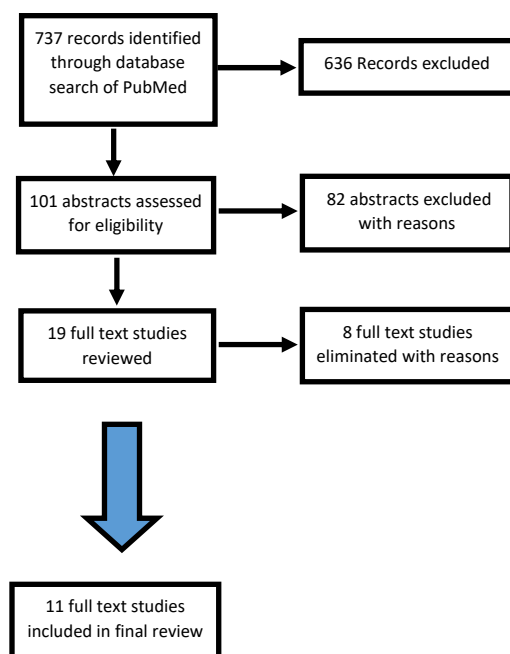 737 records identified
through database
search of PubMed
636 Records excluded
101 abstracts assessed
for eligibility
82 abstracts excluded
with reasons
19 full text studies
reviewed
8 full text studies
eliminated with reasons
11 full text studies
included in final review